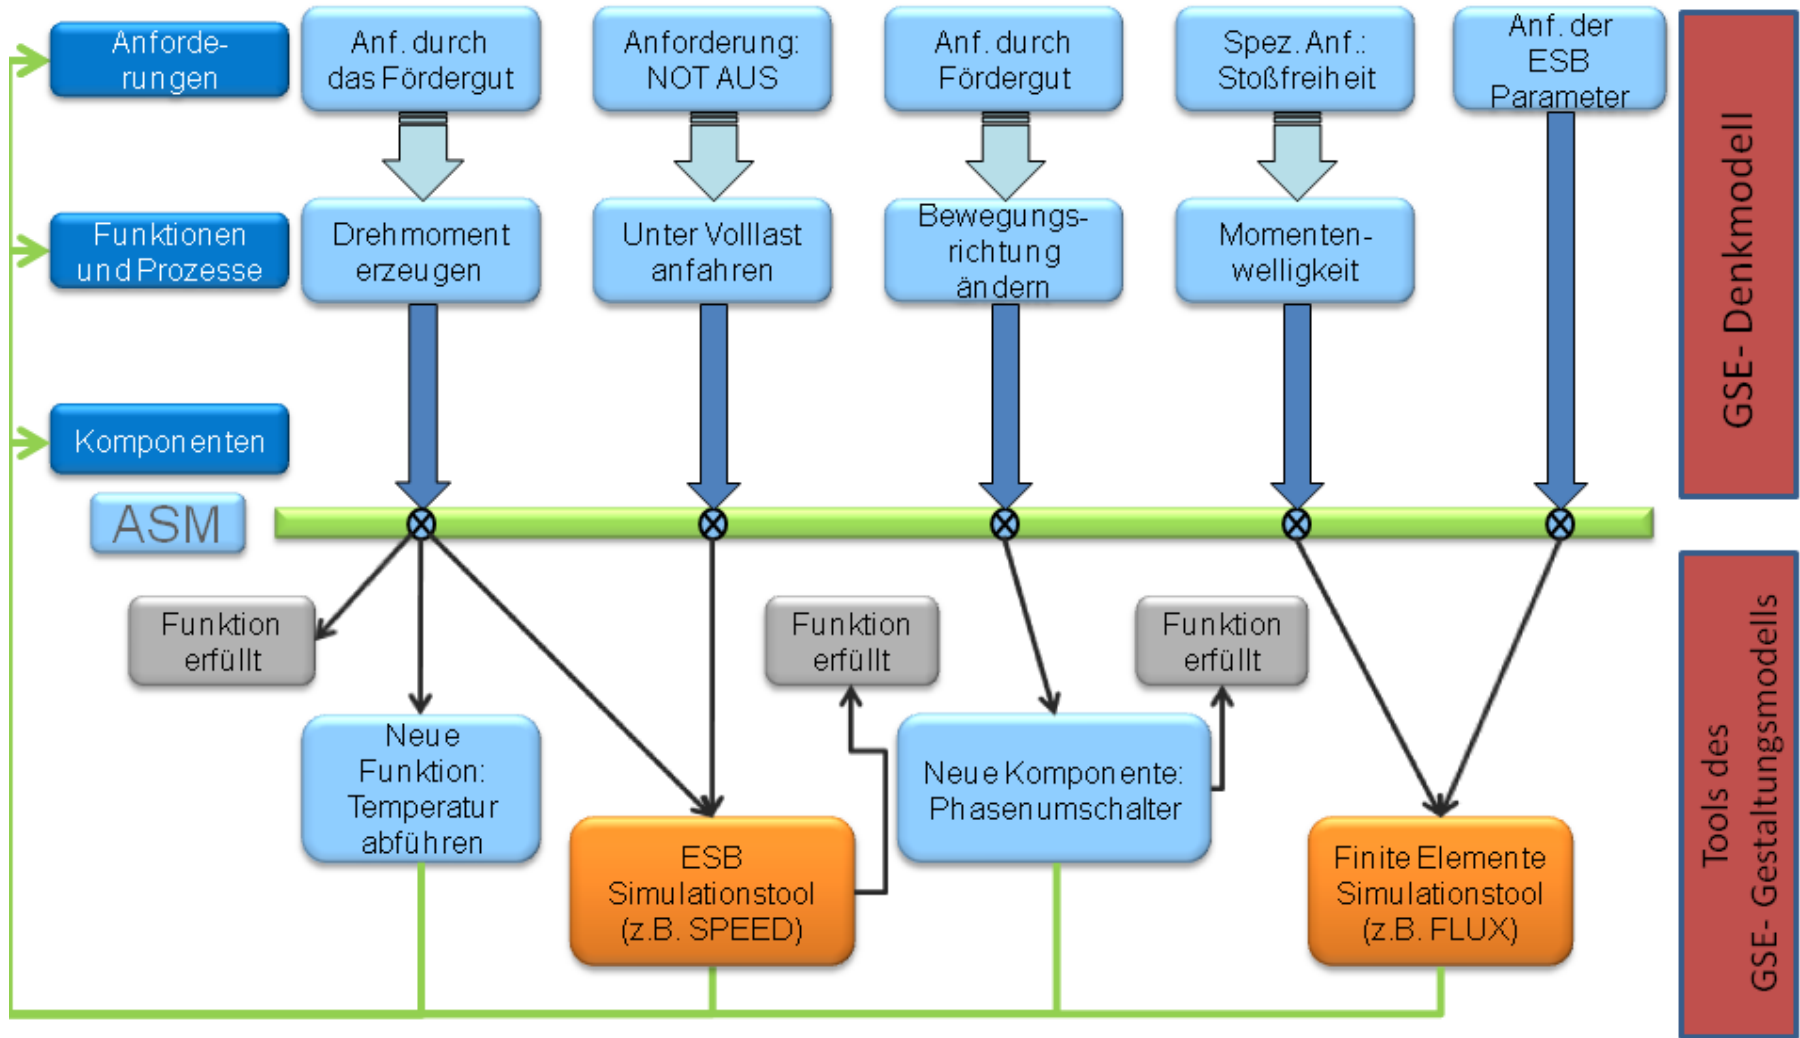 Anforde-
rungen
Anf. durch
das Fördergut
Anforderung:
NOT AUS
Anf. durch
Fördergut
Spez. Anf.:
Stoßfreiheit
Anf. der
ESB
Parameter
GSE- Denkmodell
Funktionen
und Prozesse
Drehmoment
erzeugen
Unter Volllast
anfahren
Bewegungs-
richtung
ändern
Momenten-
welligkeit
Komponenten
ASM
Funktion
erfüllt
Funktion
erfüllt
Funktion
erfüllt
Neue
Funktion:
Temperatur
abführen
ESB
Simulationstool
(z.B. SPEED)
Neue Komponente:
Phasenumschalter
Finite Elemente
Simulationstool
(z.B. FLUX)
Tools des
GSE- Gestaltungsmodells